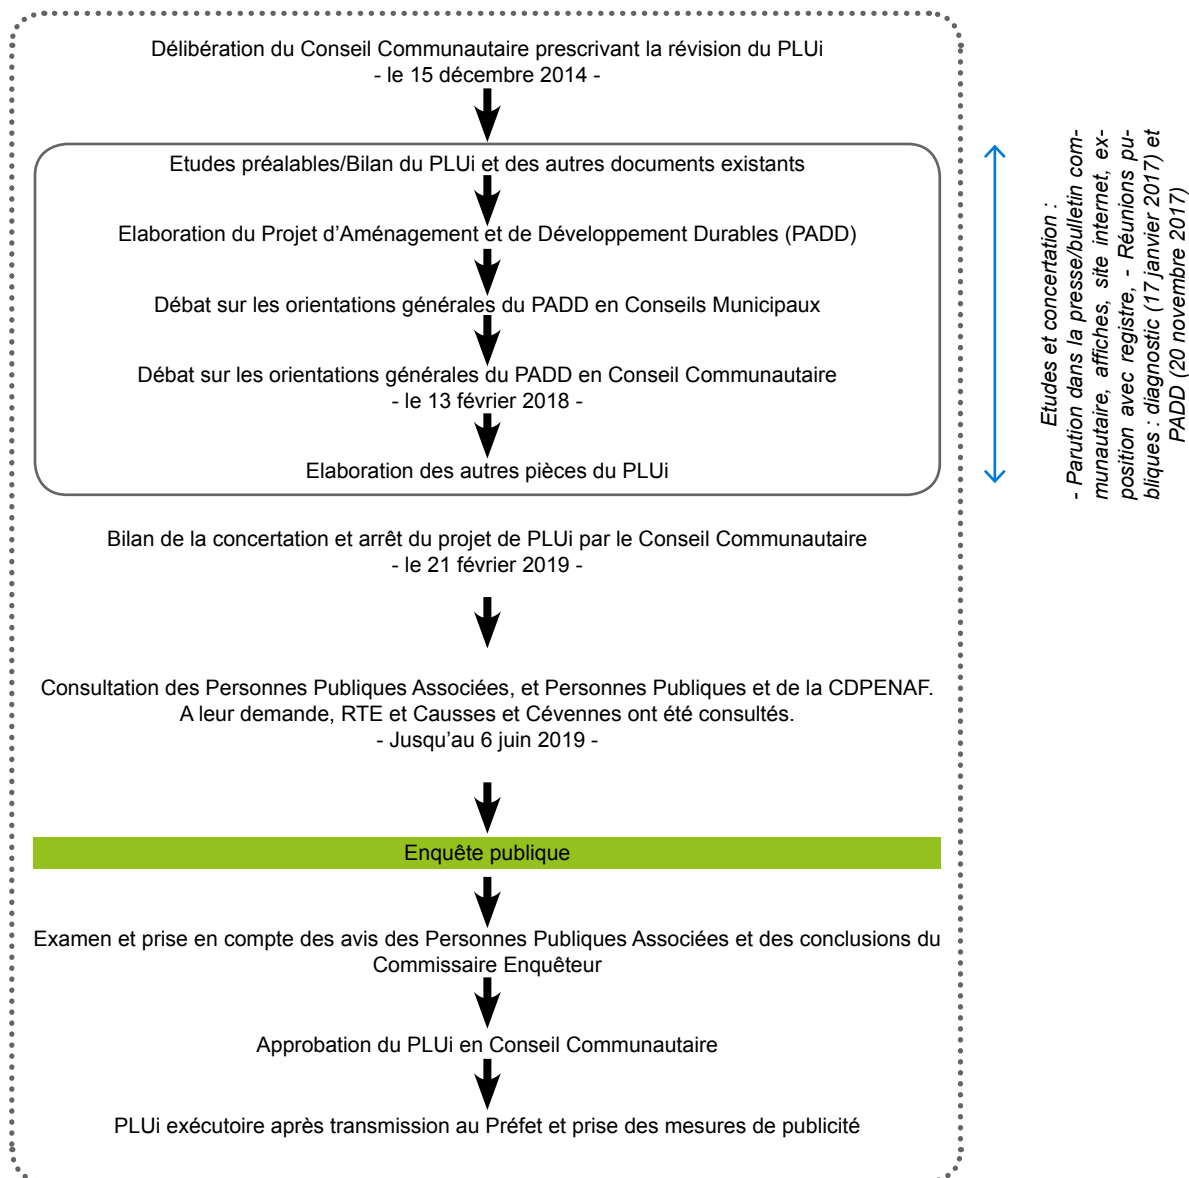 Délibération du Conseil Communautaire prescrivant la révision du PLUi
- le 15 décembre 2014 -
Etudes préalables/Bilan du PLUi et des autres documents existants
Elaboration du Projet d'Aménagement et de Développement Durables (PADD)
Débat sur les orientations générales du PADD en Conseils Municipaux
Débat sur les orientations générales du PADD en Conseil Communautaire
- le 13 février 2018 -
Elaboration des autres pièces du PLUi
Etudes et concertation :
- Parution dans la presse/bulletin com-
munautaire, affiches, site internet, ex-
position avec registre, - Réunions pu-
bliques : diagnostic (17 janvier 2017) et
PADD (20 novembre 2017)
Bilan de la concertation et arrêt du projet de PLUi par le Conseil Communautaire
- le 21 février 2019 -
Consultation des Personnes Publiques Associées, et Personnes Publiques et de la CDPENAF.
A leur demande, RTE et Causses et Cévennes ont été consultés.
- Jusqu'au 6 juin 2019 -
Enquête publique
Examen et prise en compte des avis des Personnes Publiques Associées et des conclusions du
Commissaire Enquêteur
Approbation du PLUi en Conseil Communautaire
PLUi exécutoire après transmission au Préfet et prise des mesures de publicité